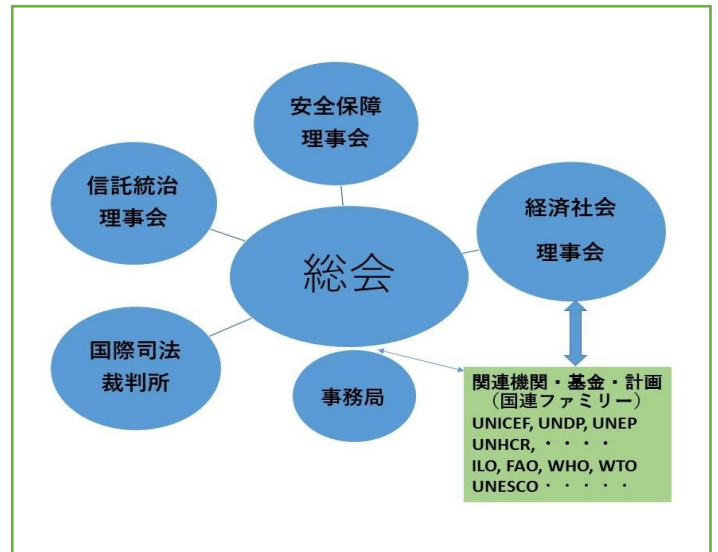 安全保障
理事会
信託統治
理事会
経済社会
理事会
総会
国際司法
裁判所
事務局
関連機関・基金・計画
（国連ファミリー）
UNICEF, UNDP, UNEP
UNHCR, ・・・・
ILO, FAO, WHO, WTO
UNESCO・・・・・